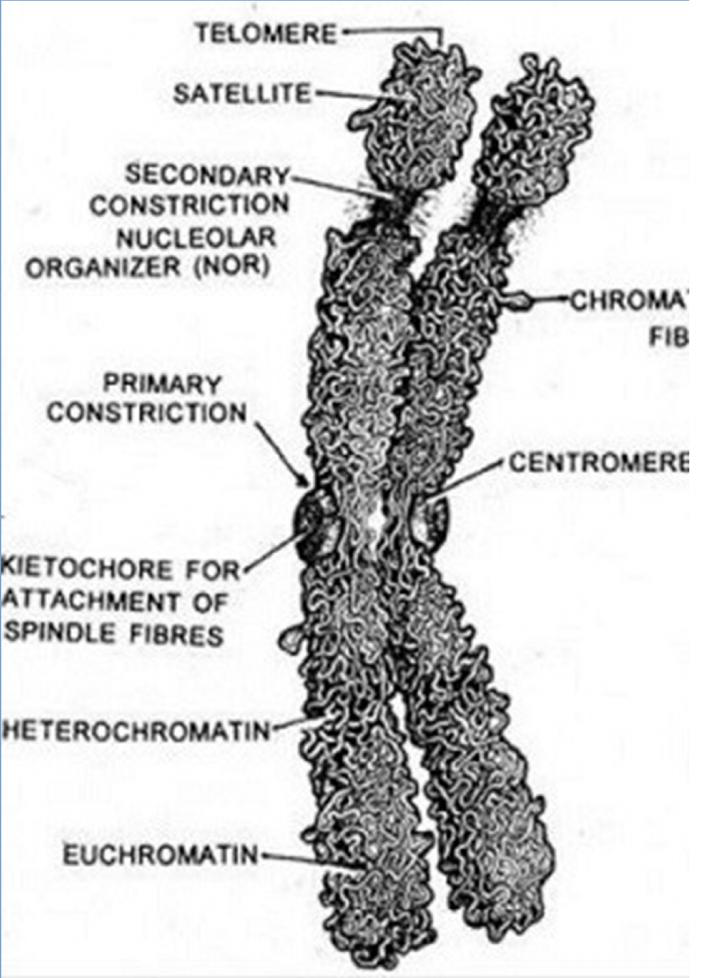 TELOMERE
SATELLITE
SECONDARY
CONSTRICTION
NUCLEOLAR
ORGANIZER (NOR)
CHROMA
FIB
PRIMARY
CONSTRICTION
CENTROMERE
KIETOCHORE FOR
ATTACHMENT OF
SPINDLE FIBRES
HETEROCHROMATIN
EUCHROMATIN